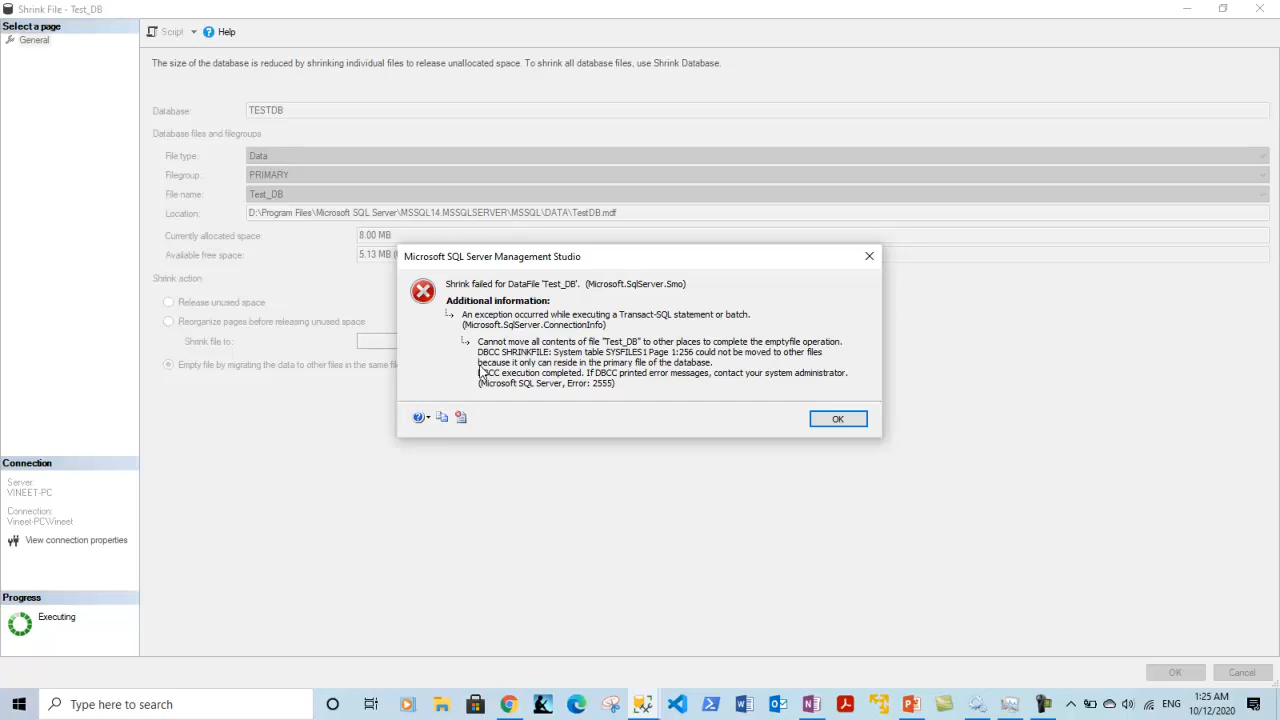 Shrink File - Test_DB
Select a page
General
Script
Help
The size of the database is reduced by shrinking individual files to release unallocated space. To shrink all database files, use Shrink Database.
Database:
TESTDB
Database files and filegroups
File type:
Data
Filegroup:
PRIMARY
File name:
Test_DB
Location:
D:\Program Files\Microsoft SQL Server\MSSQL14.MSSQLSERVER\MSSQL\DATA\TestDB.mdf
Currently allocated space:
8.00 MB
Available free space:
5.13 MB
Shrink action
Release unused space
Reorganize pages before releasing unused space
Shrink file to:
Empty file by migrating the data to other files in the same
Microsoft SQL Server Management Studio
Shrink failed for DataFile 'Test_DB'. (Microsoft.SqlServer.Smo)
Additional information:
An exception occurred while executing a Transact-SQL statement or batch.
(Microsoft.SqlServer.ConnectionInfo)
Cannot move all contents of file "Test_DB" to other places to complete the emptyfile operation.
DBCC SHRINKFILE: System table SYSFILES1 Page 1:256 could not be moved to other files
because it only can reside in the primary file of the database.
DBCC execution completed. If DBCC printed error messages, contact your system administrator.
(Microsoft SQL Server, Error: 2555)
OK
Connection
Server:
VINEET-PC
Connection:
Vineet-PC\Vineet
View connection properties
Progress
Executing
OK
Cancel
Type here to search
ENG
1:25 AM
10/12/2020